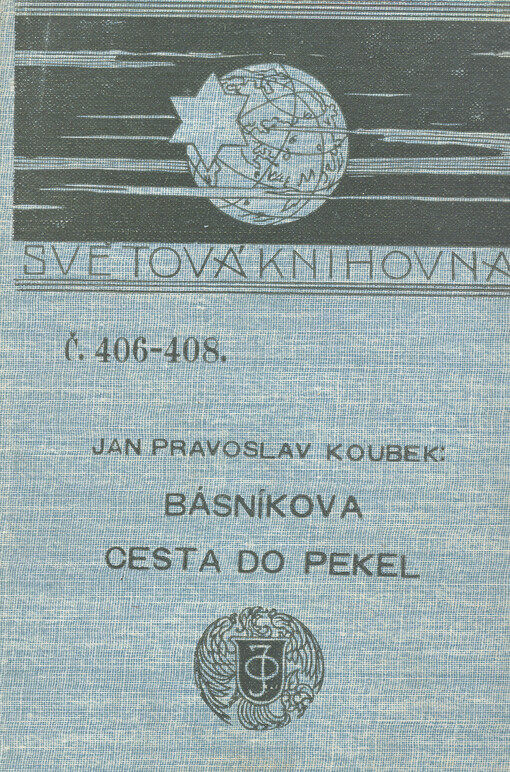 SVĚTOVÁ KNIHOVNA
Č. 406-408.
JAN PRAVOSLAV KOUBEK:
BÁSNÍKOVA
CESTA DO PEKEL